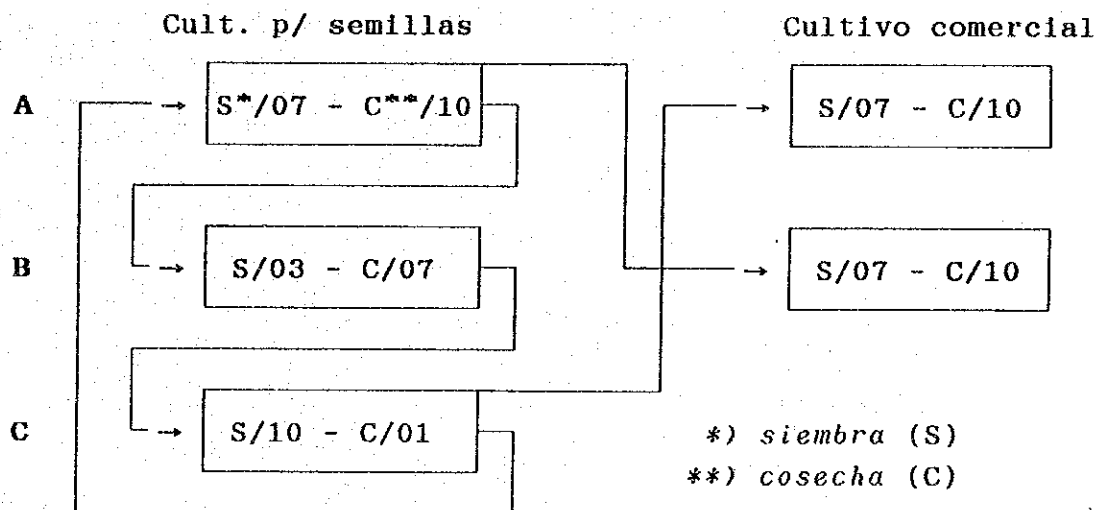 Cult. p/ semillas Cultivo comercial
A S*/07 - C**/10 S/07 - C/10
B S/03 - C/07 S/07 - C/10
C S/10 - C/01
*) siembra (S)
**) cosecha (C)